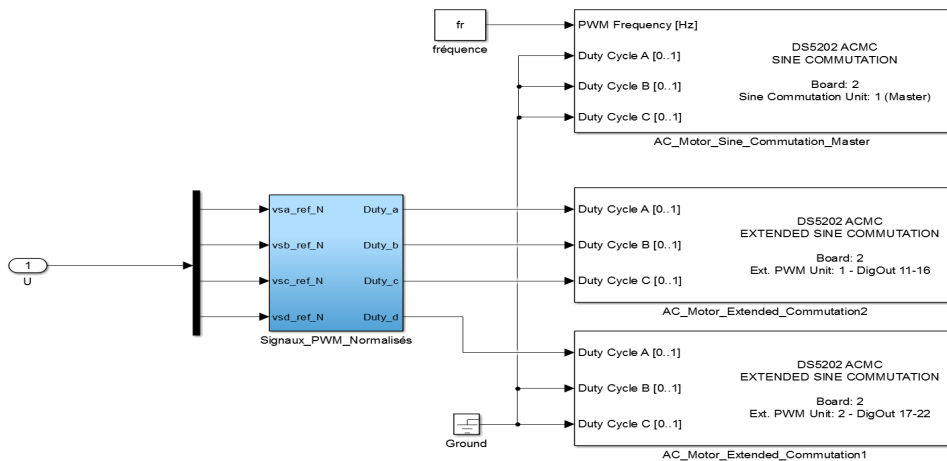 fr
fréquence
PWM Frequency [Hz]
Duty Cycle A [0..1]
Duty Cycle B [0..1]
Duty Cycle C [0..1]
DS5202 ACMC
SINE COMMUTATION
Board: 2
Sine Commutation Unit: 1 (Master)
AC_Motor_Sine_Commutation_Master
1
U
vsa_ref_N
Duty_a
vsb_ref_N
Duty_b
vsc_ref_N
Duty_c
vsd_ref_N
Duty_d
Signaux_PWM_Normalisés
Duty Cycle A [0..1]
Duty Cycle B [0..1]
Duty Cycle C [0..1]
DS5202 ACMC
EXTENDED SINE COMMUTATION
Board: 2
Ext. PWM Unit: 1 - DigOut 11-16
AC_Motor_Extended_Commutation2
Duty Cycle A [0..1]
Duty Cycle B [0..1]
Duty Cycle C [0..1]
DS5202 ACMC
EXTENDED SINE COMMUTATION
Board: 2
Ext. PWM Unit: 2 - DigOut 17-22
AC_Motor_Extended_Commutation1
Ground